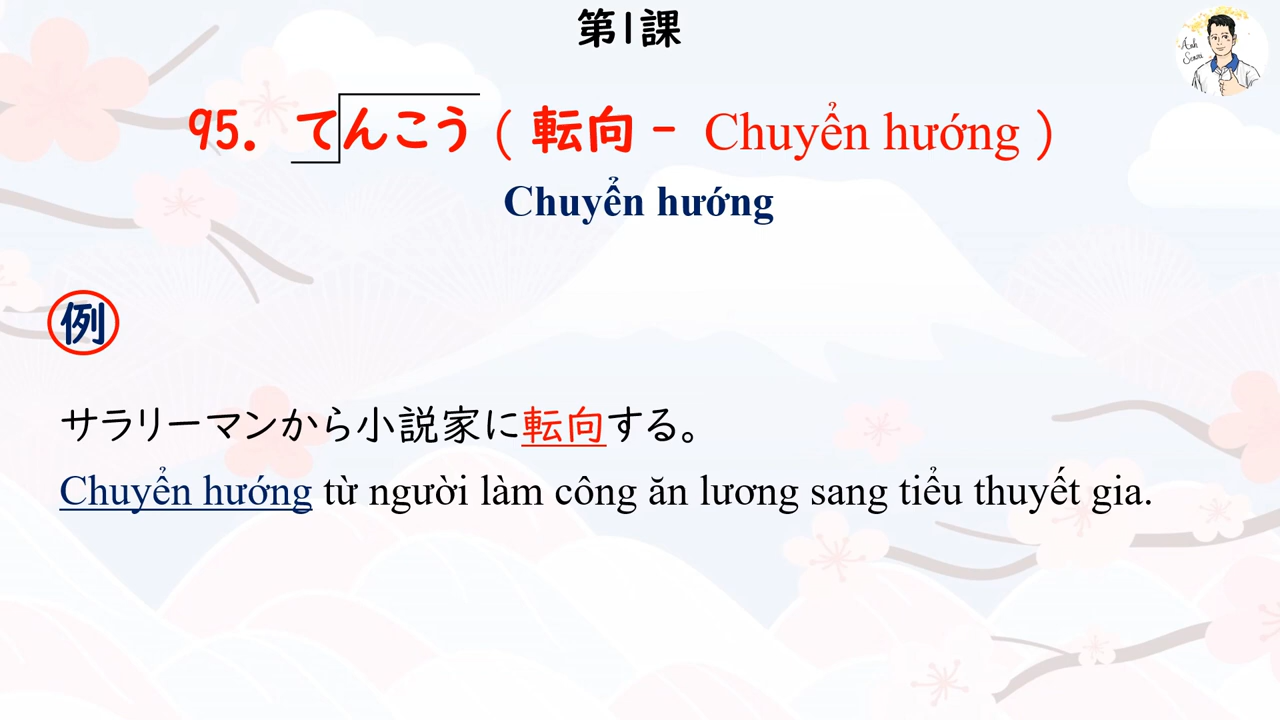 第1課
Anh Sensei
95. てんこう ( 転向 - Chuyển hướng )
Chuyển hướng
例
サラリーマンから小説家に転向する。
Chuyển hướng từ người làm công ăn lương sang tiểu thuyết gia.